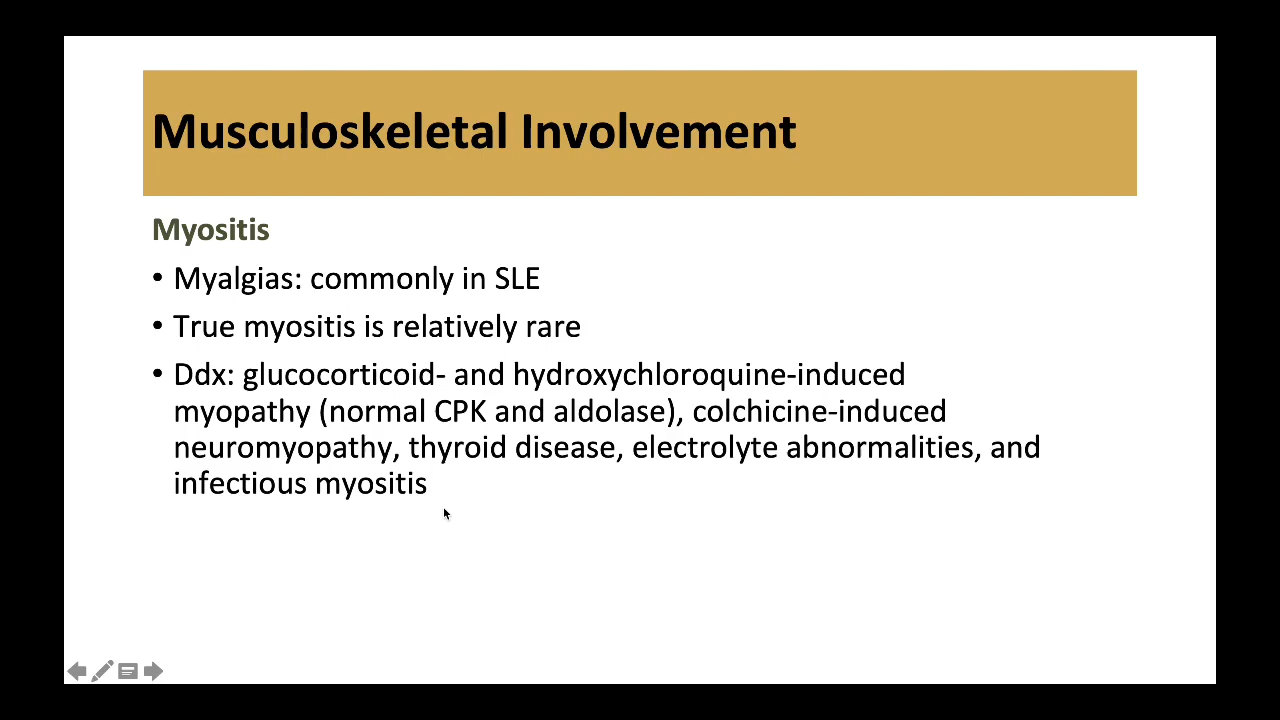 Musculoskeletal Involvement
Myositis
• Myalgias: commonly in SLE
• True myositis is relatively rare
• Ddx: glucocorticoid- and hydroxychloroquine-induced
myopathy (normal CPK and aldolase), colchicine-induced
neuromyopathy, thyroid disease, electrolyte abnormalities, and
infectious myositis